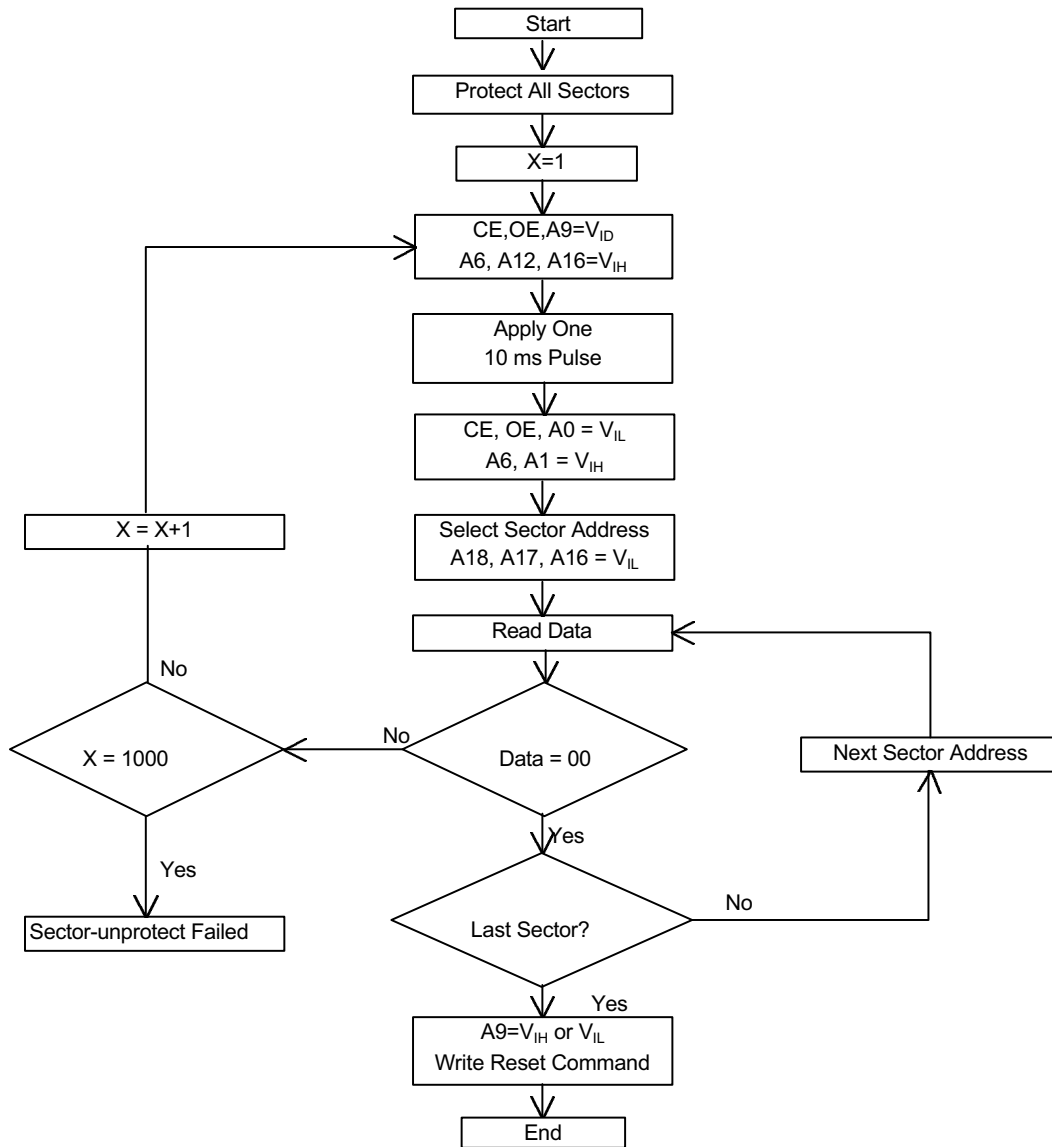 Start
Protect All Sectors
X=1
CE,OE,A9=VID
A6, A12, A16=VIH
Apply One
10 ms Pulse
CE, OE, A0 = VIL
A6, A1 = VIH
X = X+1
Select Sector Address
A18, A17, A16 = VIL
Read Data
No
X = 1000
No
Data = 00
Next Sector Address
Yes
Yes
Sector-unprotect Failed
Last Sector?
No
Yes
A9=VIH or VIL
Write Reset Command
End